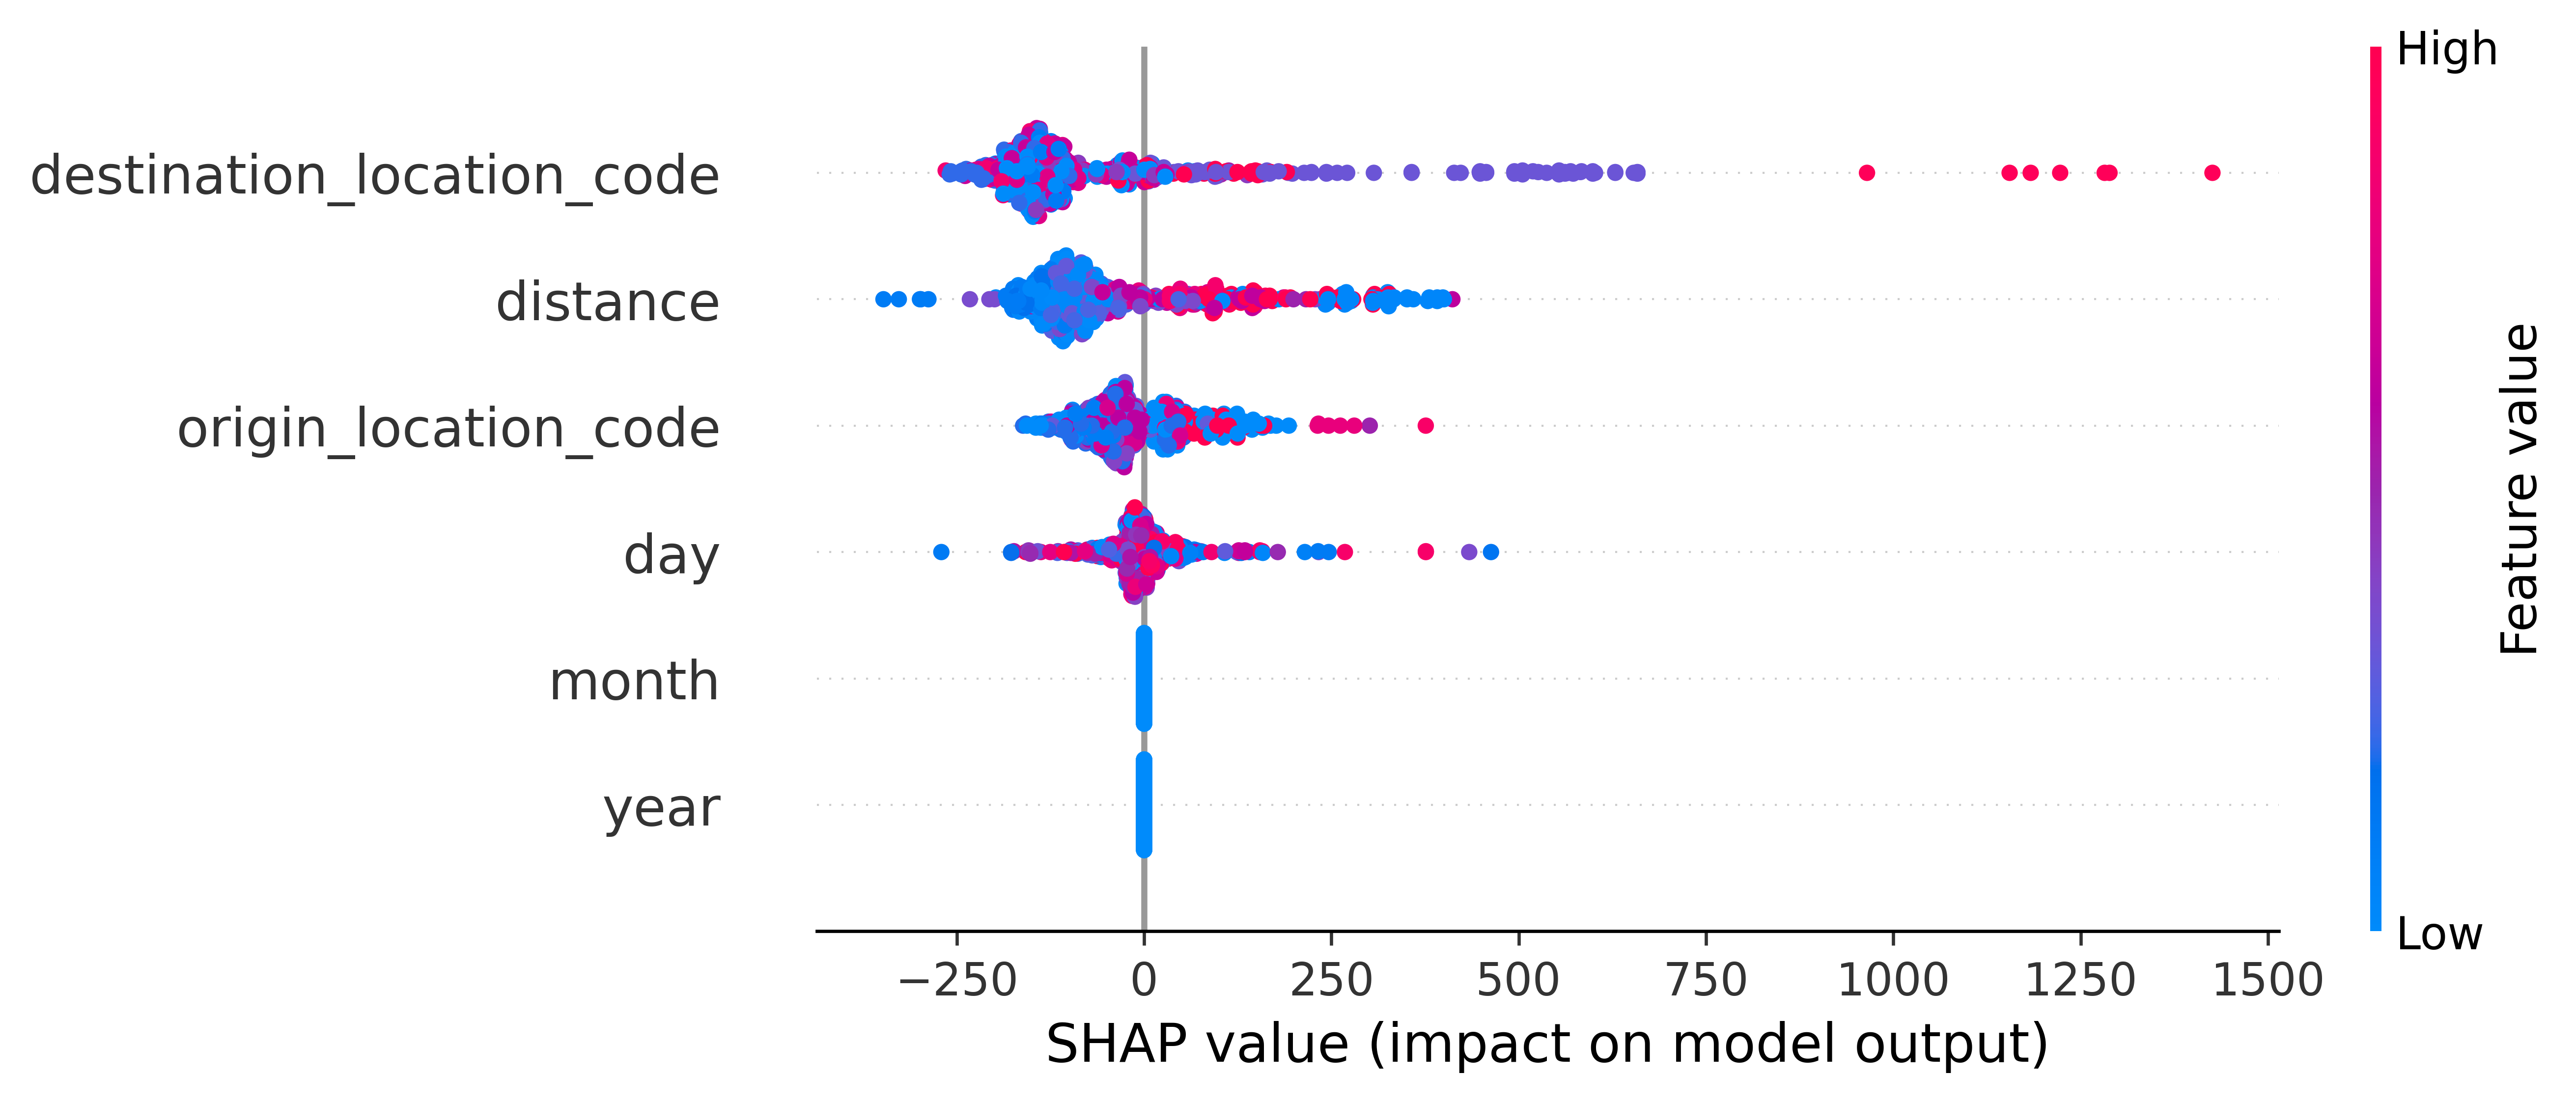 High
destination_location_code
distance
origin_location_code
day
month
year
Feature value
Low
−250 0 250 500 750 1000 1250 1500
SHAP value (impact on model output)